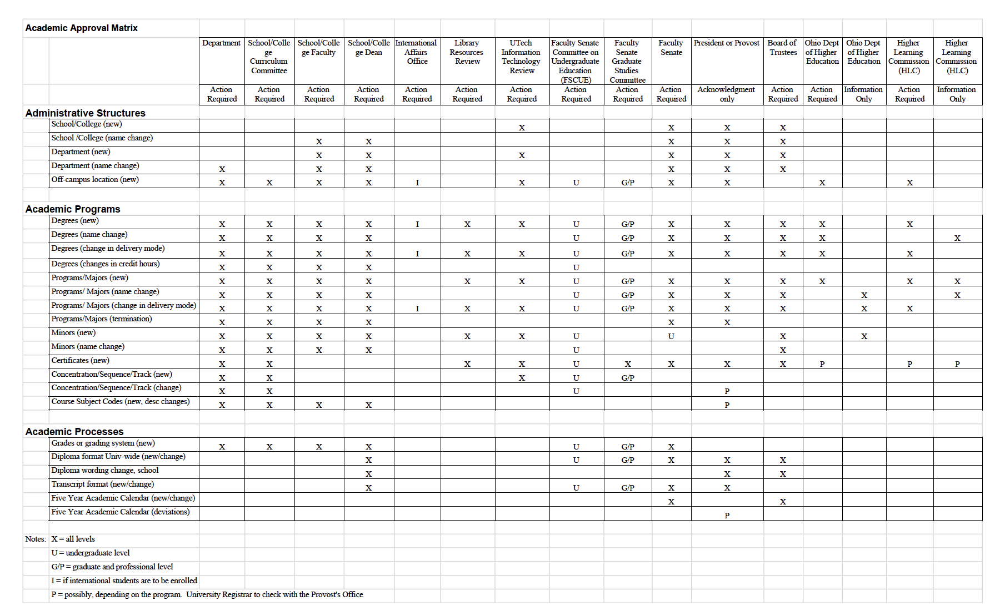 Academic Approval Matrix
Department School/Colle School/Colle School/Colle International Library UTech Faculty Senate Faculty Faculty President or Provost Board of Ohio Dept Ohio Dept Higher Higher
ge ge Faculty ge Dean Affairs Resources Information Committee on Senate Senate Trustees of Higher of Higher Learning Learning
Curriculum Office Review Technology Undergraduate Graduate Education Education Commission Commission
Committee Review Education Studies (HLC) (HLC)
(FSCUE) Committee
Action Action Action Action Action Action Action Action Action Action Acknowledgment Action Action Information Action Information
Required Required Required Required Required Required Required Required Required Required only Required Required Only Required Only
Administrative Structures
School/College (new) X X X X
School /College (name change) X X X X X
Department (new) X X X X X X
Department (name change) X X X X X X
Off-campus location (new) X X X X I X U G/P X X X X
Academic Programs
Degrees (new) X X X X I X X U G/P X X X X X
Degrees (name change) X X X X U G/P X X X X X
Degrees (change in delivery mode) X X X X I X X U G/P X X X X X
Degrees (changes in credit hours) X X X X U
Programs/Majors (new) X X X X X X U G/P X X X X X X
Programs/ Majors (name change) X X X X U G/P X X X X X
Programs/ Majors (change in delivery mode) X X X X I X X U G/P X X X X X
Programs/Majors (termination) X X X X X X
Minors (new) X X X X X X U U X X
Minors (name change) X X X X U X
Certificates (new) X X X X U X X X X P P P
Concentration/Sequence/Track (new) X X X U G/P
Concentration/Sequence/Track (change) X X U P
Course Subject Codes (new, desc changes) X X X X P
Academic Processes
Grades or grading system (new) X X X X U G/P X
Diploma format Univ-wide (new/change) X U G/P X X X
Diploma wording change, school X X X
Transcript format (new/change) X U G/P X X
Five Year Academic Calendar (new/change) X X
Five Year Academic Calendar (deviations) P
Notes: X = all levels
U = undergraduate level
G/P = graduate and professional level
I = if international students are to be enrolled
P = possibly, depending on the program. University Registrar to check with the Provost's Office